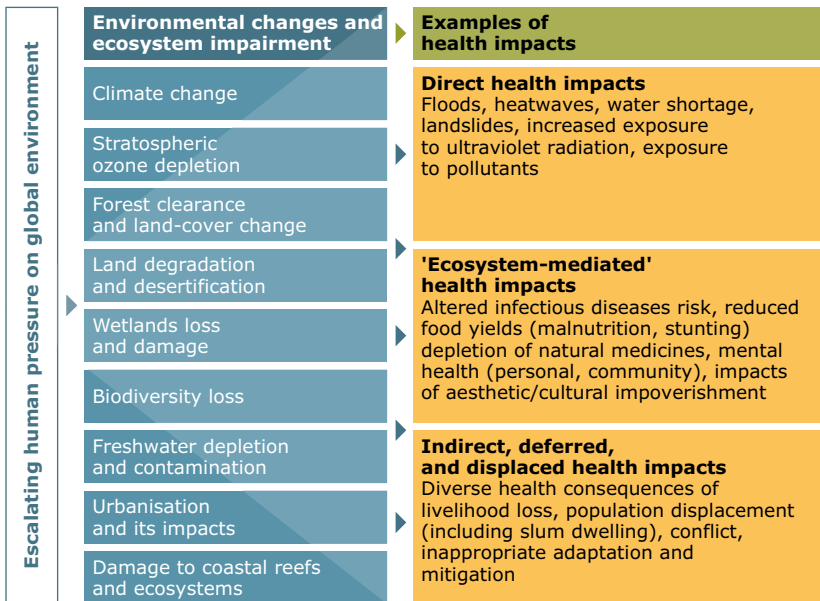 Escalating human pressure on global environment
Environmental changes and
ecosystem impairment
Climate change
Stratospheric
ozone depletion
Forest clearance
and land-cover change
Land degradation
and desertification
Wetlands loss
and damage
Biodiversity loss
Freshwater depletion
and contamination
Urbanisation
and its impacts
Damage to coastal reefs
and ecosystems
Examples of
health impacts
Direct health impacts
Floods, heatwaves, water shortage,
landslides, increased exposure
to ultraviolet radiation, exposure
to pollutants
'Ecosystem-mediated'
health impacts
Altered infectious diseases risk, reduced
food yields (malnutrition, stunting)
depletion of natural medicines, mental
health (personal, community), impacts
of aesthetic/cultural impoverishment
Indirect, deferred,
and displaced health impacts
Diverse health consequences of
livelihood loss, population displacement
(including slum dwelling), conflict,
inappropriate adaptation and
mitigation